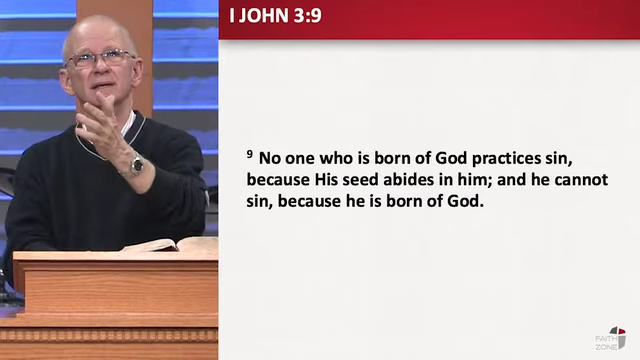 I JOHN 3:9
9 No one who is born of God practices sin,
because His seed abides in him; and he cannot
sin, because he is born of God.
FAITH
ZONE